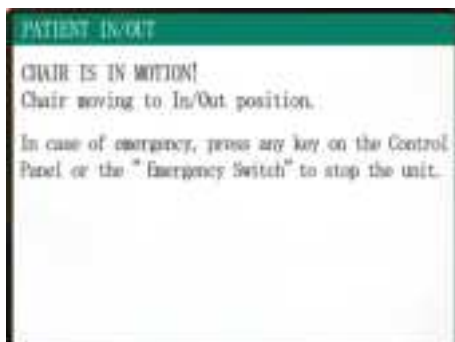 PATIENT IN/OUT
CHAIR IS IN MOTION!
Chair moving to In/Out position.
In case of emergency, press any key on the Control
Panel or the "Emergency Switch" to stop the unit.